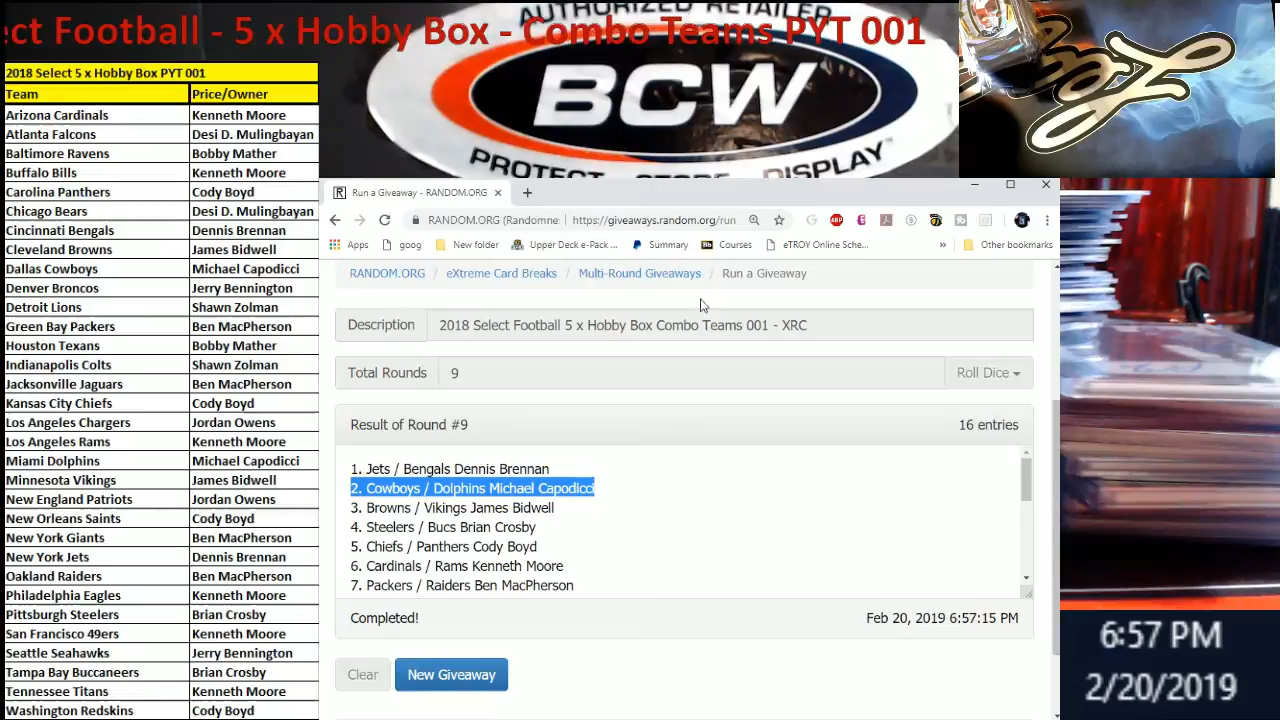 ct Football - 5 x Hobby Box - Combo Teams PYT 001
AUTHORIZED RETAILER
BCW
PROTECT STORE DISPLAY
2018 Select 5 x Hobby Box PYT 001
Team Price/Owner
Arizona Cardinals Kenneth Moore
Atlanta Falcons Desi D. Mulingbayan
Baltimore Ravens Bobby Mather
Buffalo Bills Kenneth Moore
Carolina Panthers Cody Boyd
Chicago Bears Desi D. Mulingbayan
Cincinnati Bengals Dennis Brennan
Cleveland Browns James Bidwell
Dallas Cowboys Michael Capodicci
Denver Broncos Jerry Bennington
Detroit Lions Shawn Zolman
Green Bay Packers Ben MacPherson
Houston Texans Bobby Mather
Indianapolis Colts Shawn Zolman
Jacksonville Jaguars Ben MacPherson
Kansas City Chiefs Cody Boyd
Los Angeles Chargers Jordan Owens
Los Angeles Rams Kenneth Moore
Miami Dolphins Michael Capodicci
Minnesota Vikings James Bidwell
New England Patriots Jordan Owens
New Orleans Saints Cody Boyd
New York Giants Ben MacPherson
New York Jets Dennis Brennan
Oakland Raiders Ben MacPherson
Philadelphia Eagles Kenneth Moore
Pittsburgh Steelers Brian Crosby
San Francisco 49ers Kenneth Moore
Seattle Seahawks Jerry Bennington
Tampa Bay Buccaneers Brian Crosby
Tennessee Titans Kenneth Moore
Washington Redskins Cody Boyd
Run a Giveaway - RANDOM.ORG
RANDOM.ORG (Randomne https://giveaways.random.org/run
Apps goog New folder Upper Deck e-Pack ... Summary Courses eTROY Online Sche... » Other bookmarks
RANDOM.ORG / eXtreme Card Breaks / Multi-Round Giveaways / Run a Giveaway
Description 2018 Select Football 5 x Hobby Box Combo Teams 001 - XRC
Total Rounds 9 Roll Dice
Result of Round #9 16 entries
1. Jets / Bengals Dennis Brennan
2. Cowboys / Dolphins Michael Capodicci
3. Browns / Vikings James Bidwell
4. Steelers / Bucs Brian Crosby
5. Chiefs / Panthers Cody Boyd
6. Cardinals / Rams Kenneth Moore
7. Packers / Raiders Ben MacPherson
Completed! Feb 20, 2019 6:57:15 PM
Clear New Giveaway
6:57 PM
2/20/2019